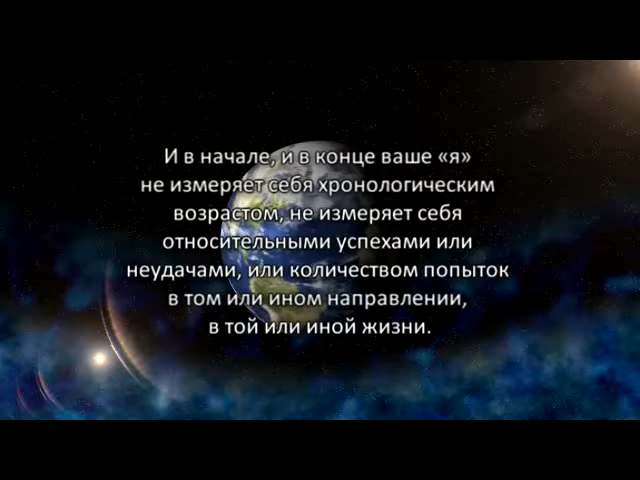 И в начале, и в конце ваше «я»
не измеряет себя хронологическим
возрастом, не измеряет себя
относительными успехами или
неудачами, или количеством попыток
в том или ином направлении,
в той или иной жизни.